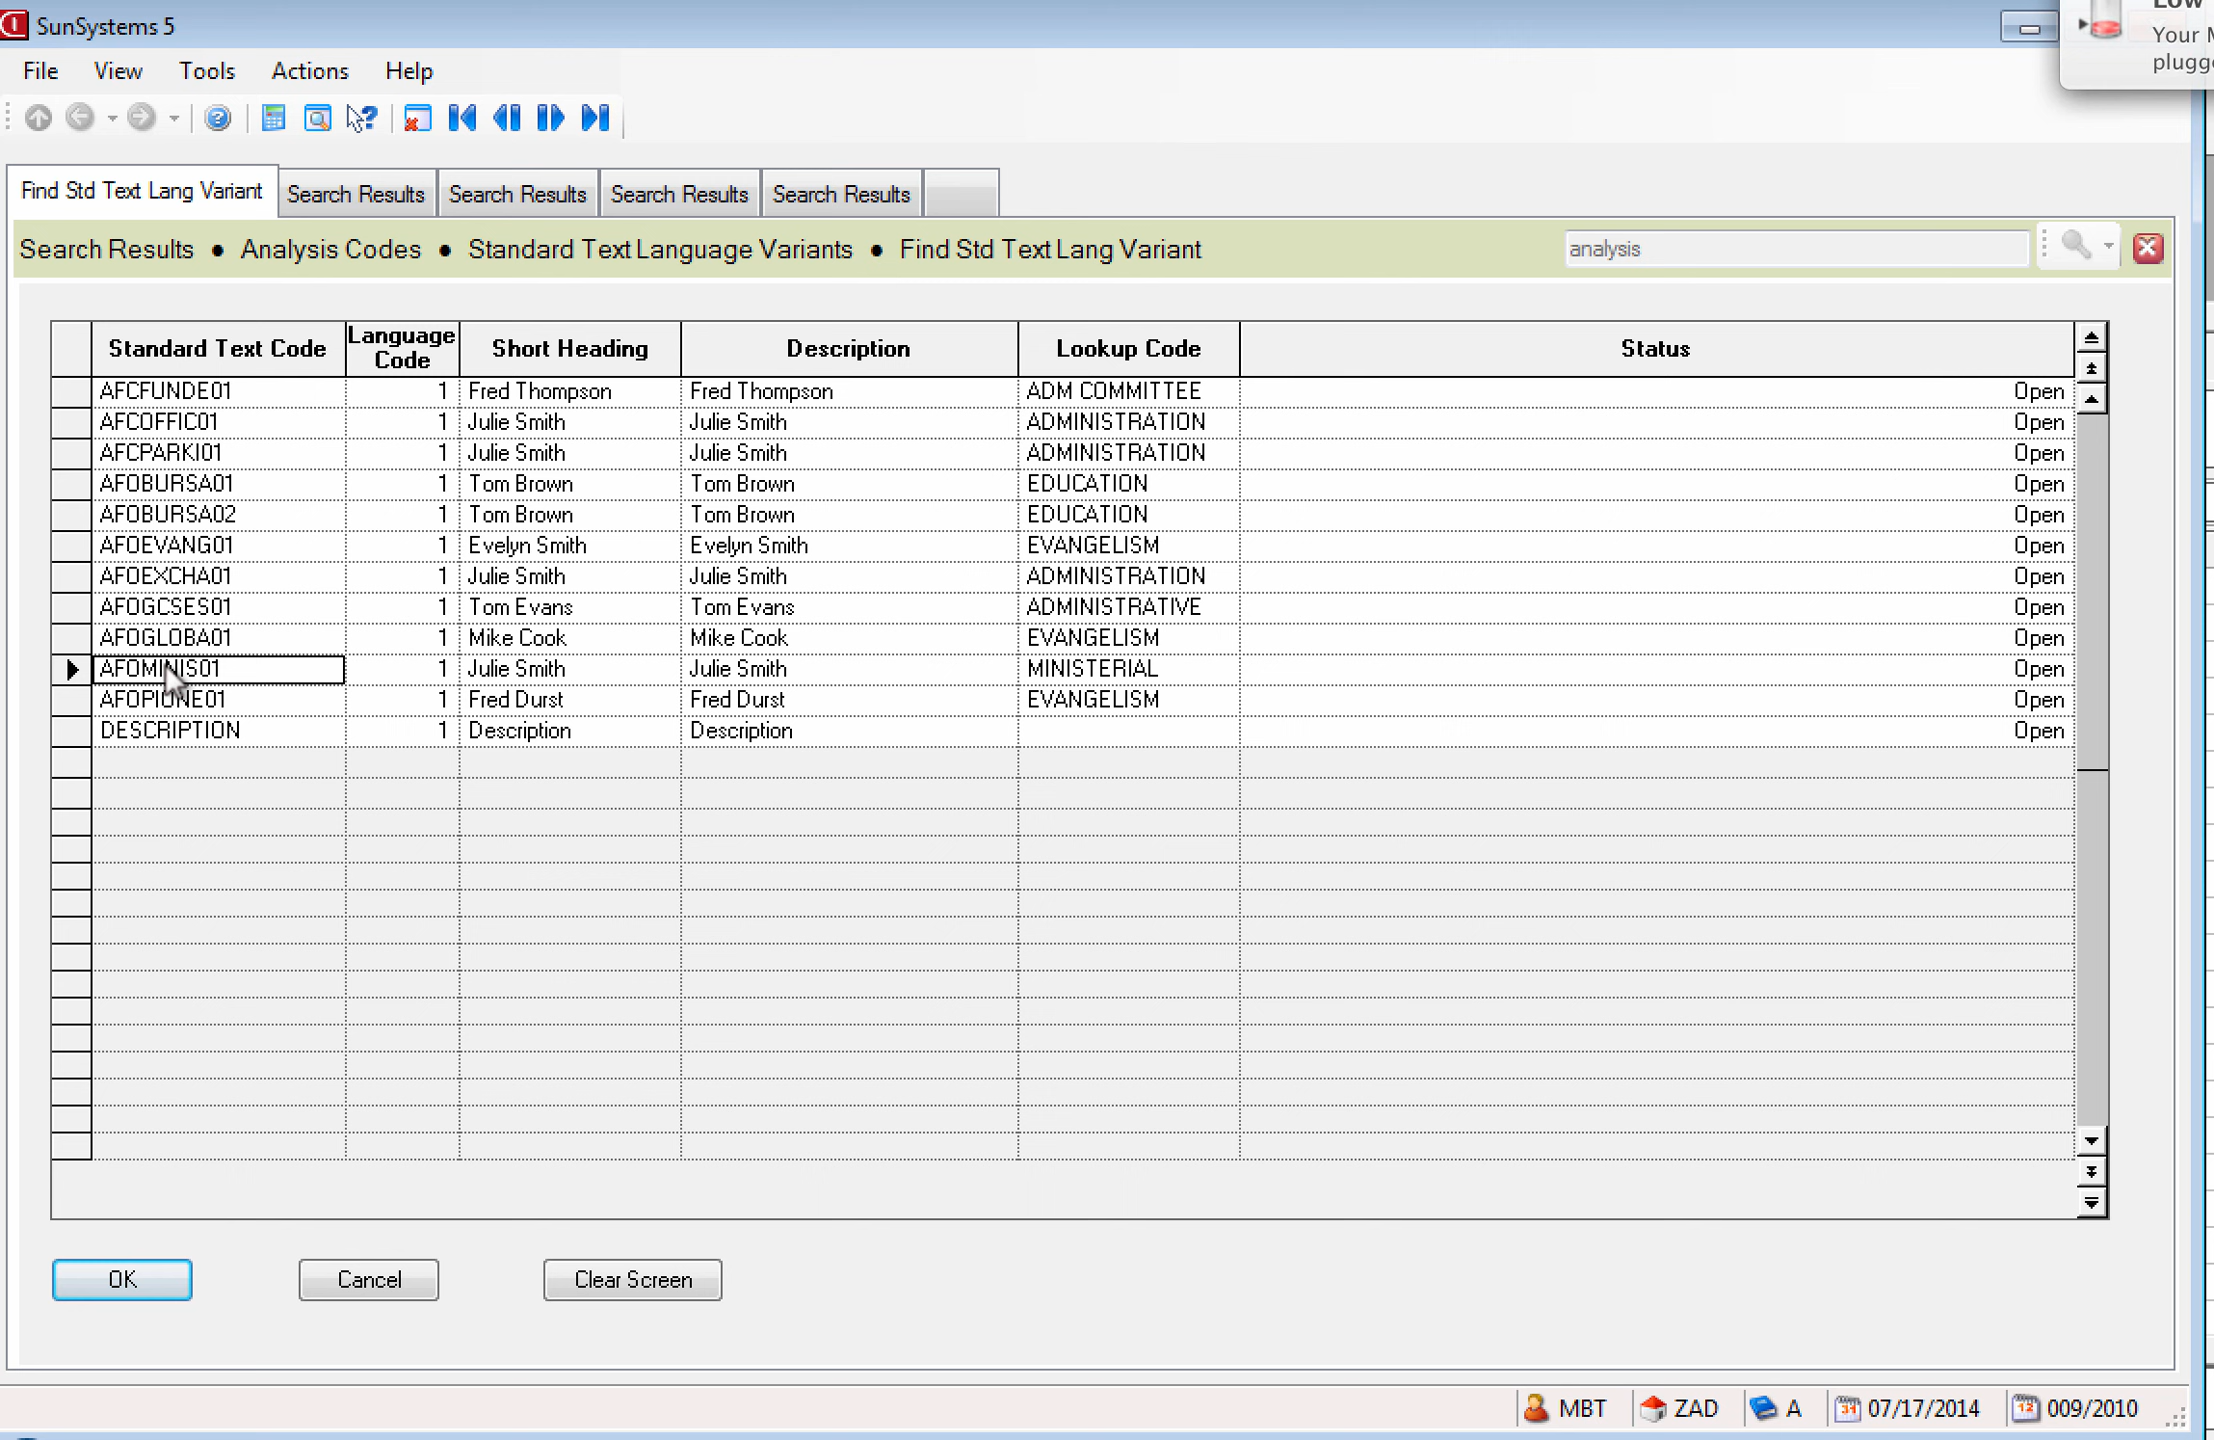 SunSystems 5
Low
Your M
plugge
File View Tools Actions Help
Find Std Text Lang Variant Search Results Search Results Search Results Search Results
Search Results • Analysis Codes • Standard Text Language Variants • Find Std Text Lang Variant analysis
Standard Text Code Language Code Short Heading Description Lookup Code Status
AFCFUNDE01 1 Fred Thompson Fred Thompson ADM COMMITTEE Open
AFCOFFIC01 1 Julie Smith Julie Smith ADMINISTRATION Open
AFCPARKI01 1 Julie Smith Julie Smith ADMINISTRATION Open
AFOBURSA01 1 Tom Brown Tom Brown EDUCATION Open
AFOBURSA02 1 Tom Brown Tom Brown EDUCATION Open
AFOEVANG01 1 Evelyn Smith Evelyn Smith EVANGELISM Open
AFOEXCHA01 1 Julie Smith Julie Smith ADMINISTRATION Open
AFOGCSES01 1 Tom Evans Tom Evans ADMINISTRATIVE Open
AFOGLOBA01 1 Mike Cook Mike Cook EVANGELISM Open
AFOMINIS01 1 Julie Smith Julie Smith MINISTERIAL Open
AFOPIONE01 1 Fred Durst Fred Durst EVANGELISM Open
DESCRIPTION 1 Description Description Open
OK Cancel Clear Screen
MBT ZAD A 07/17/2014 009/2010